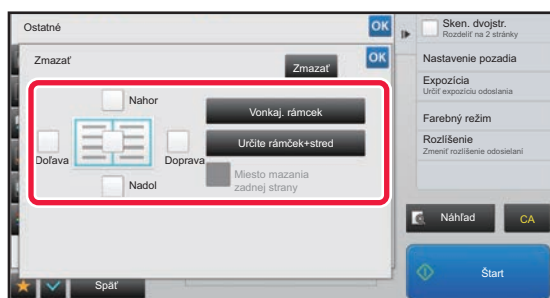 Ostatné
OK
Zmazať
Zmazať
OK
Nahor
Doľava
Doprava
Nadol
Vonkaj. rámcek
Určite rámček+stred
Miesto mazania
zadnej strany
Späť
Sken. dvojstr.
Rozdeliť na 2 stránky
Nastavenie pozadia
Expozícia
Určiť expozíciu odoslania
Farebný režim
Rozlíšenie
Zmeniť rozlíšenie odosielani
Náhľad
CA
Štart